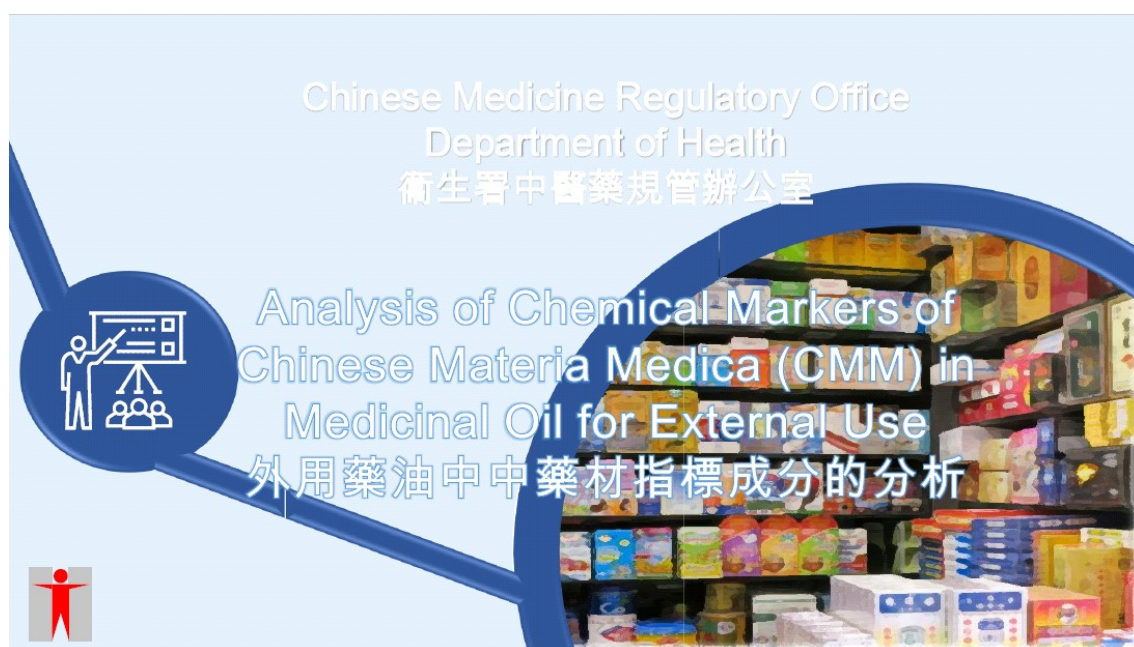 Chinese Medicine Regulatory Office
Department of Health
衞生署中醫藥規管辦公室
Analysis of Chemical Markers of
Chinese Materia Medica (CMM) in
Medicinal Oil for External Use
外用藥油中中藥材指標成分的分析